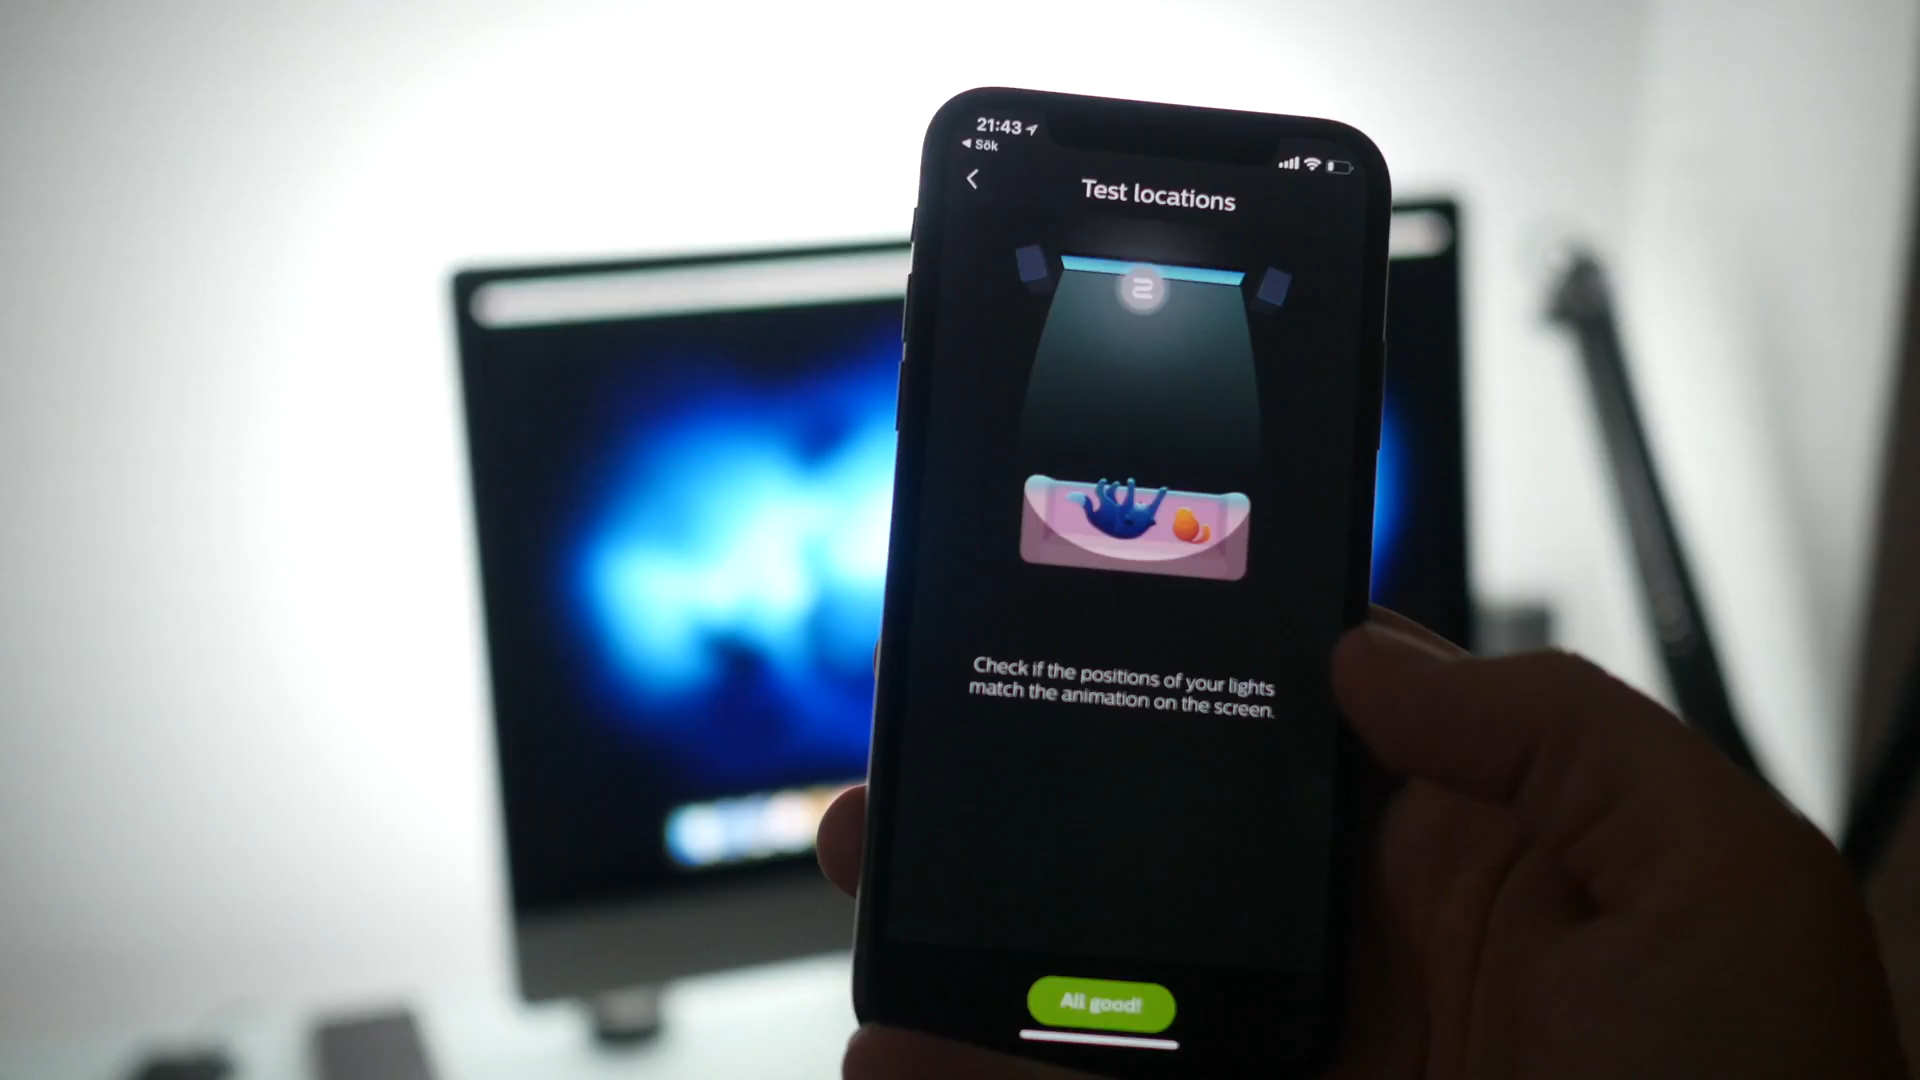 21:43
◀ Sök
Test locations
2
Check if the positions of your lights
match the animation on the screen.
All good!